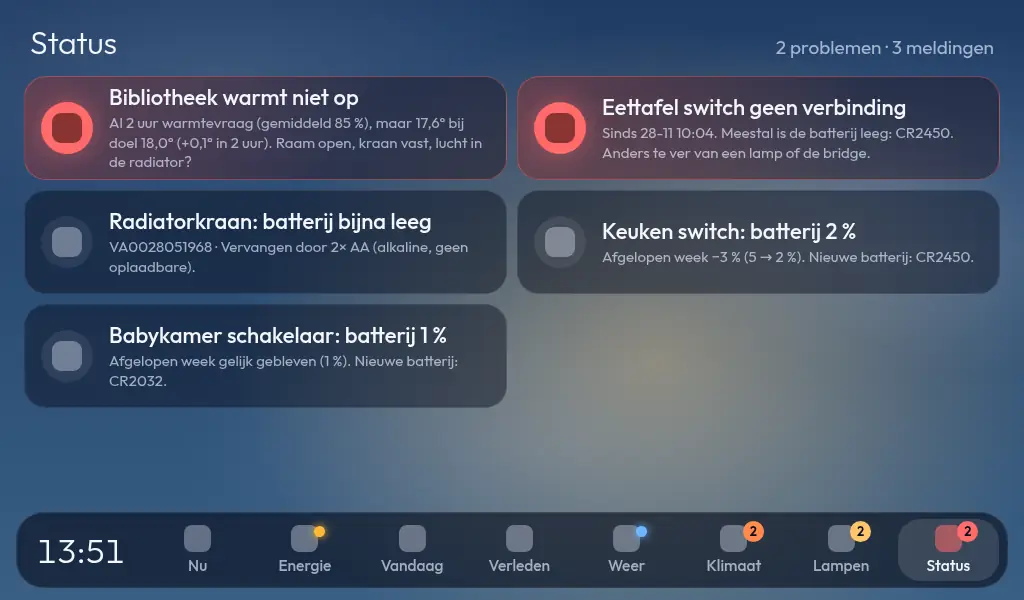 Status
2 problemen · 3 meldingen
Bibliotheek warmt niet op
Al 2 uur warmtevraag (gemiddeld 85 %), maar 17,6° bij
doel 18,0° (+0,1° in 2 uur). Raam open, kraan vast, lucht in
de radiator?
Eettafel switch geen verbinding
Sinds 28-11 10:04. Meestal is de batterij leeg: CR2450.
Anders te ver van een lamp of de bridge.
Radiatorkraan: batterij bijna leeg
VA0028051968 · Vervangen door 2× AA (alkaline, geen
oplaadbare).
Keuken switch: batterij 2 %
Afgelopen week −3 % (5 → 2 %). Nieuwe batterij: CR2450.
Babykamer schakelaar: batterij 1 %
Afgelopen week gelijk gebleven (1 %). Nieuwe batterij:
CR2032.
13:51
Nu
Energie
Vandaag
Verleden
Weer
2
Klimaat
2
Lampen
2
Status